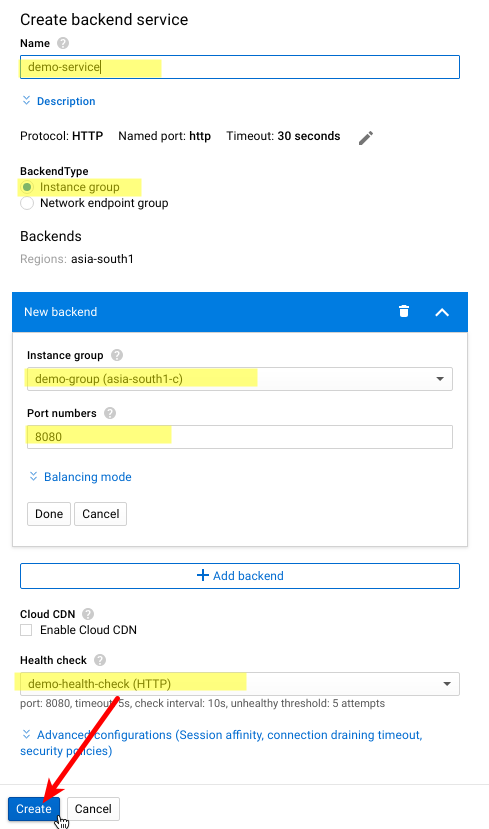 Create backend service
Name
demo-service
Description
Protocol: HTTP Named port: http Timeout: 30 seconds
BackendType
Instance group
Network endpoint group
Backends
Regions: asia-south1
New backend
Instance group
demo-group (asia-south1-c)
Port numbers
8080
Balancing mode
Done Cancel
Add backend
Cloud CDN
Enable Cloud CDN
Health check
demo-health-check (HTTP)
port: 8080, timeout: 5s, check interval: 10s, unhealthy threshold: 5 attempts
Advanced configurations (Session affinity, connection draining timeout,
security policies)
Create Cancel